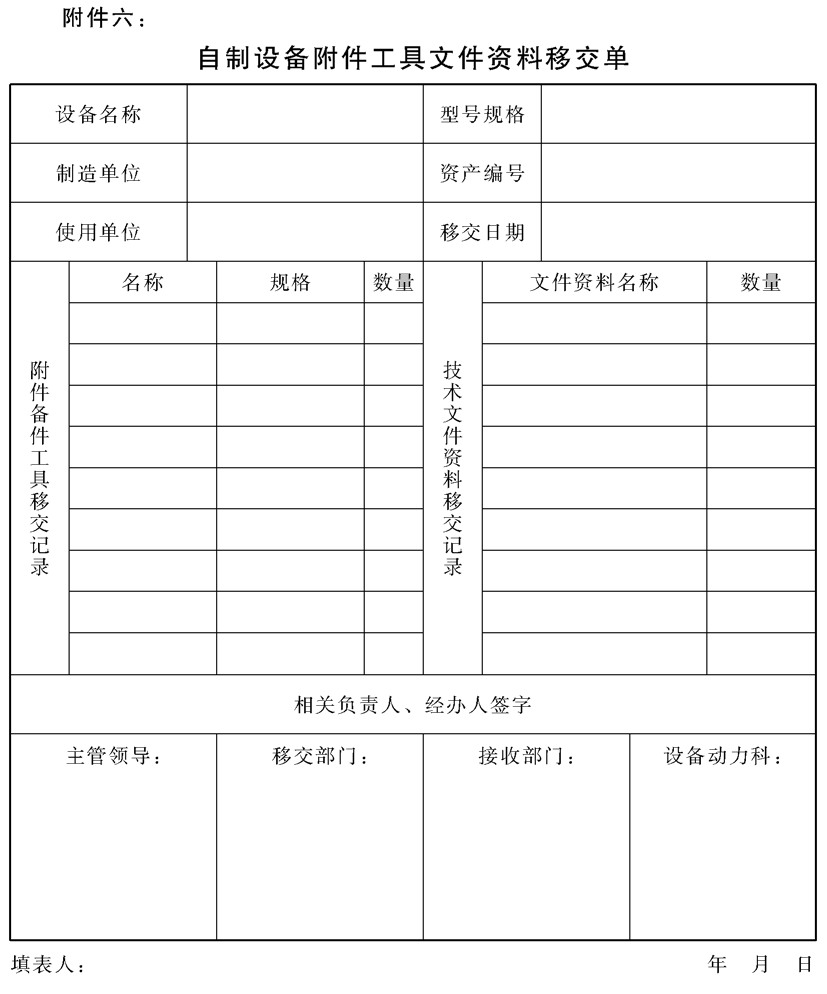 附件六：
自制设备附件工具文件资料移交单
设备名称 型号规格
制造单位 资产编号
使用单位 移交日期
名称 规格 数量 文件资料名称 数量
附件备件工具移交记录
技术文件资料移交记录
相关负责人、经办人签字
主管领导： 移交部门： 接收部门： 设备动力科：
填表人： 年 月 日